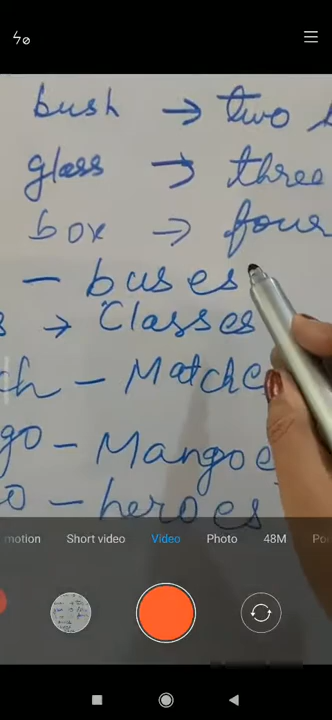 bush → two
glass → three
box → four
- buses
→ Classes
- Matche
- Mangoe
- heroes
motion Short video Video Photo 48M